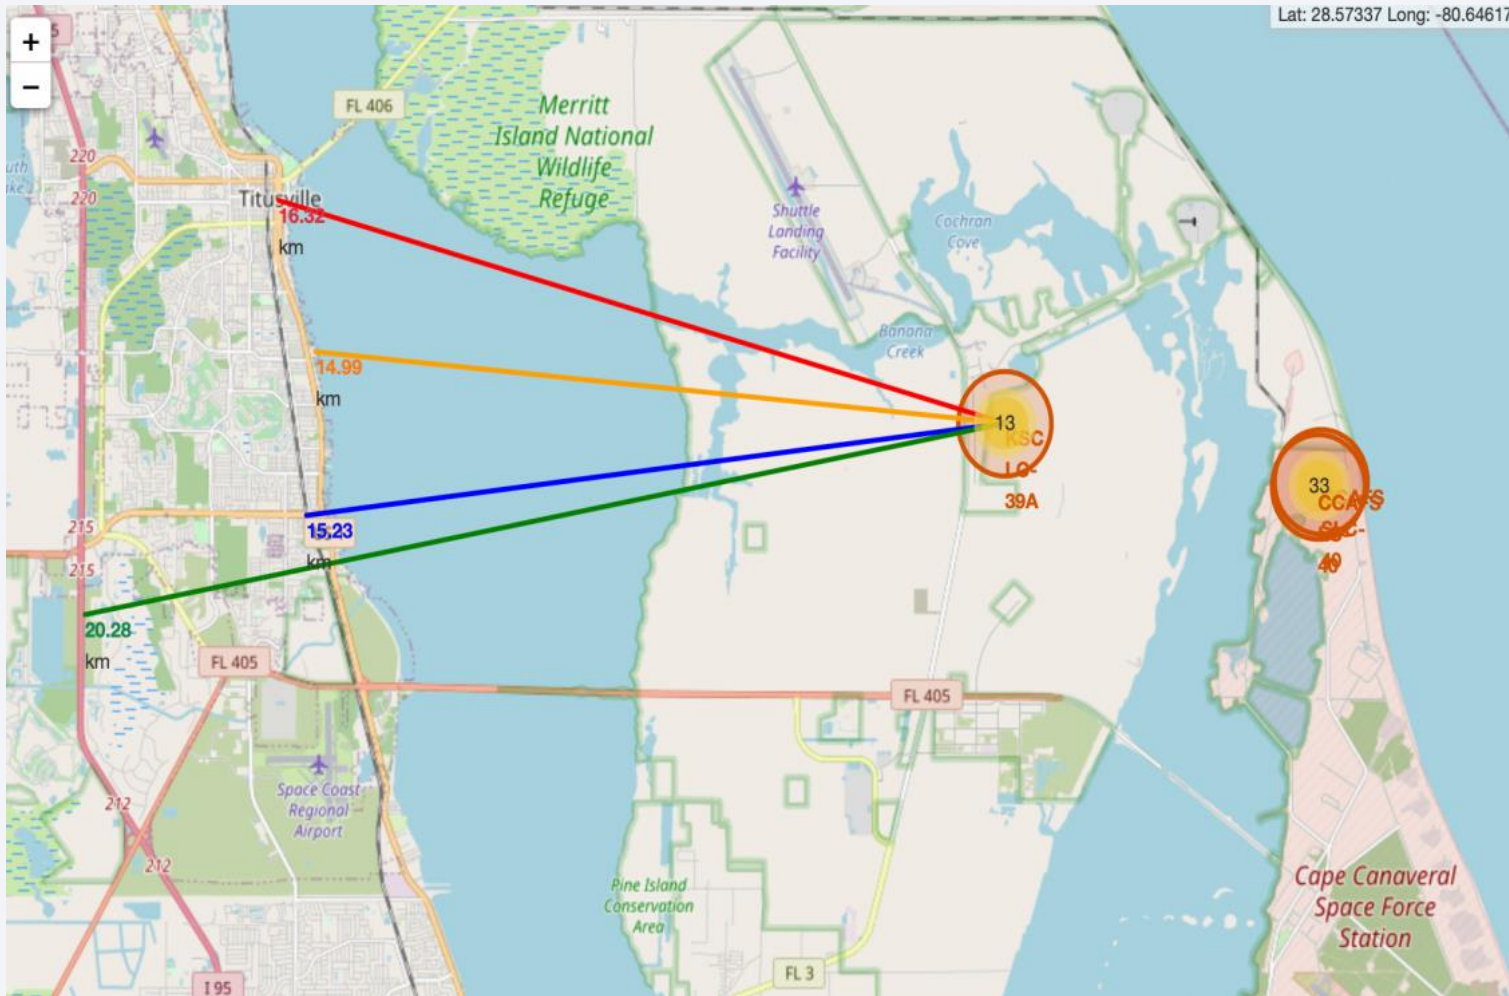 +
−
Lat: 28.57337 Long: -80.64617
5
FL 406
Merritt
Island National
Wildlife
Refuge
220
220
Titusville
16.32
km
Shuttle
Landing
Facility
Cochran
Cove
Banana
Creek
14.99
km
13
KSC
LC-
39A
33
CCAFS
40
215
215
15.23
km
20.28
km
FL 405
FL 405
Space Coast
Regional
Airport
212
212
Pine Island
Conservation
Area
Cape Canaveral
Space Force
Station
FL 3
I 95